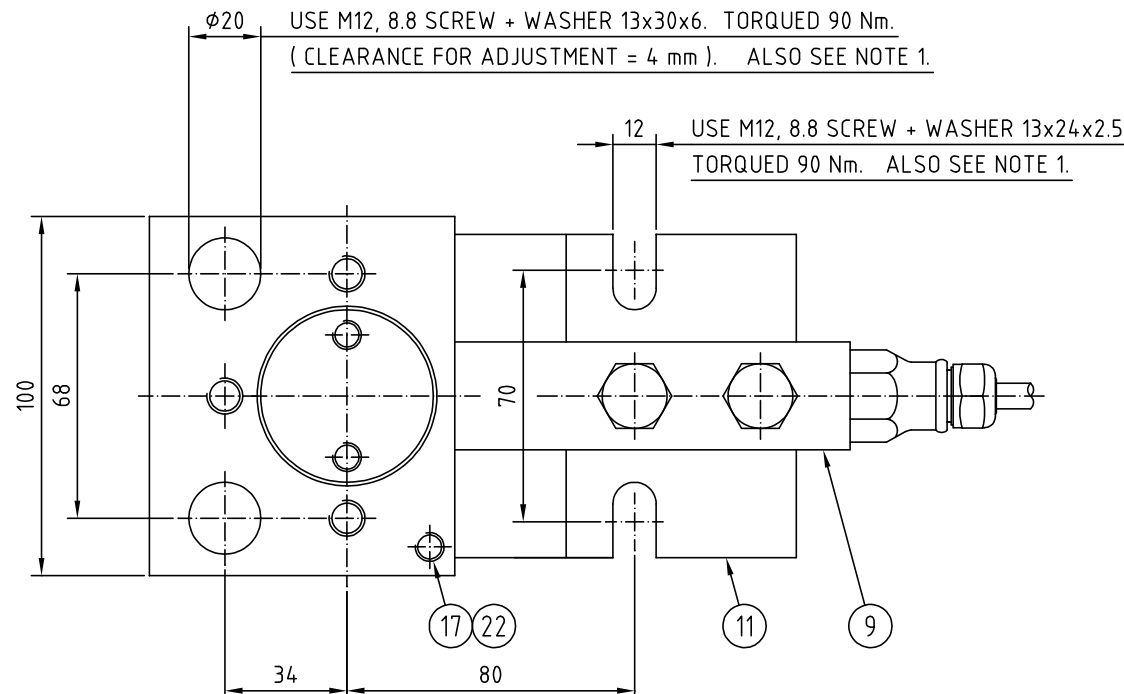 ø20
USE M12, 8.8 SCREW + WASHER 13x30x6. TORQUED 90 Nm.
( CLEARANCE FOR ADJUSTMENT = 4 mm ). ALSO SEE NOTE 1.
12
USE M12, 8.8 SCREW + WASHER 13x24x2.5
TORQUED 90 Nm. ALSO SEE NOTE 1.
100
68
70
17
22
11
9
34
80